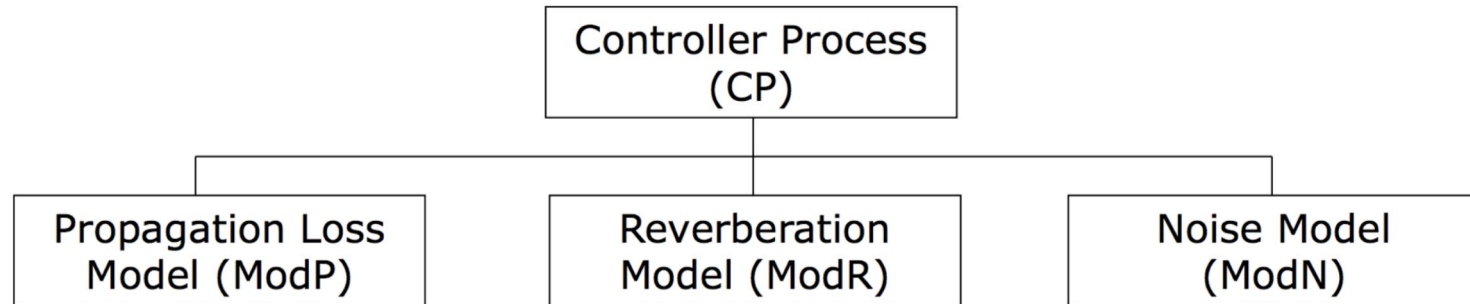 Controller Process
(CP)
Propagation Loss
Model (ModP)
Reverberation
Model (ModR)
Noise Model
(ModN)